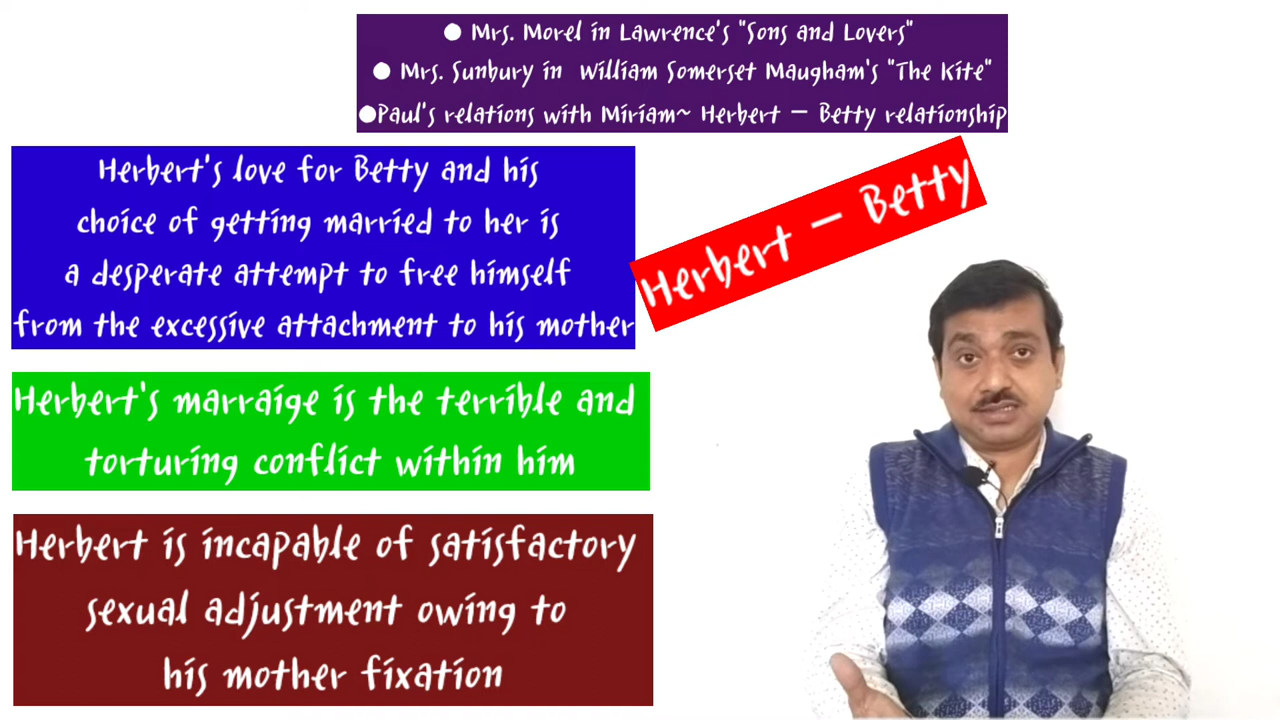 ● Mrs. Morel in Lawrence's "Sons and Lovers"
● Mrs. Sunbury in William Somerset Maugham's "The Kite"
●Paul's relations with Miriam~ Herbert – Betty relationship
Herbert's love for Betty and his
choice of getting married to her is
a desperate attempt to free himself
from the excessive attachment to his mother
Herbert – Betty
Herbert's marraige is the terrible and
torturing conflict within him
Herbert is incapable of satisfactory
sexual adjustment owing to
his mother fixation